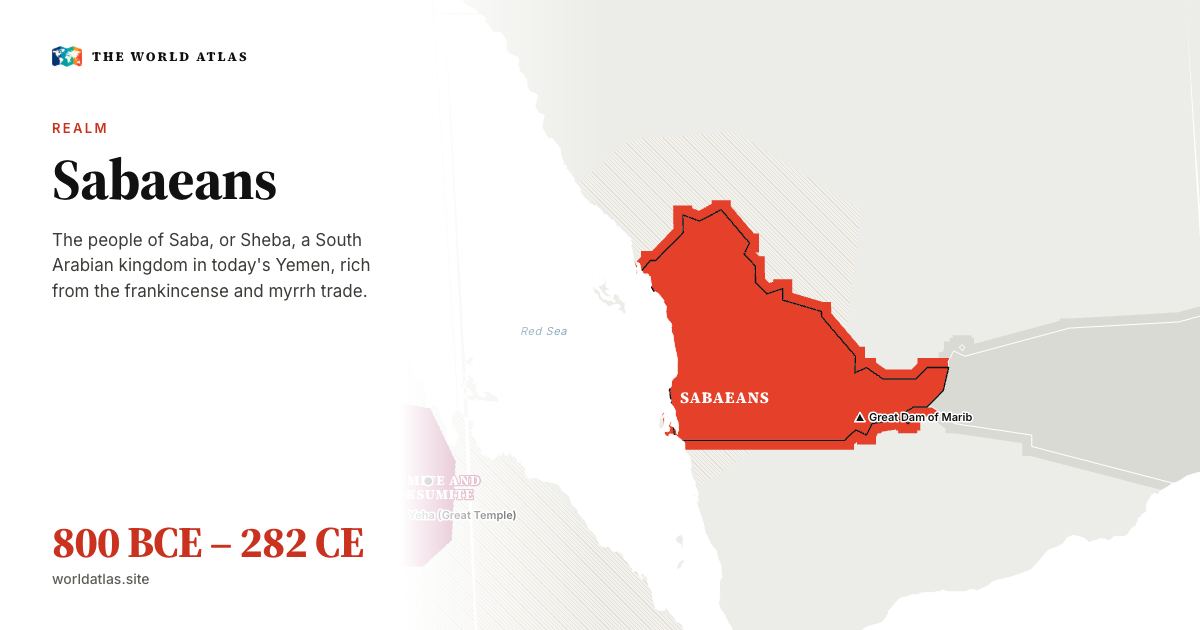 THE WORLD ATLAS
REALM
Sabaeans
The people of Saba, or Sheba, a South
Arabian kingdom in today's Yemen, rich
from the frankincense and myrrh trade.
800 BCE – 282 CE
worldatlas.site
Red Sea
SABAEANS
Great Dam of Marib
AND
Yeha (Great Temple)